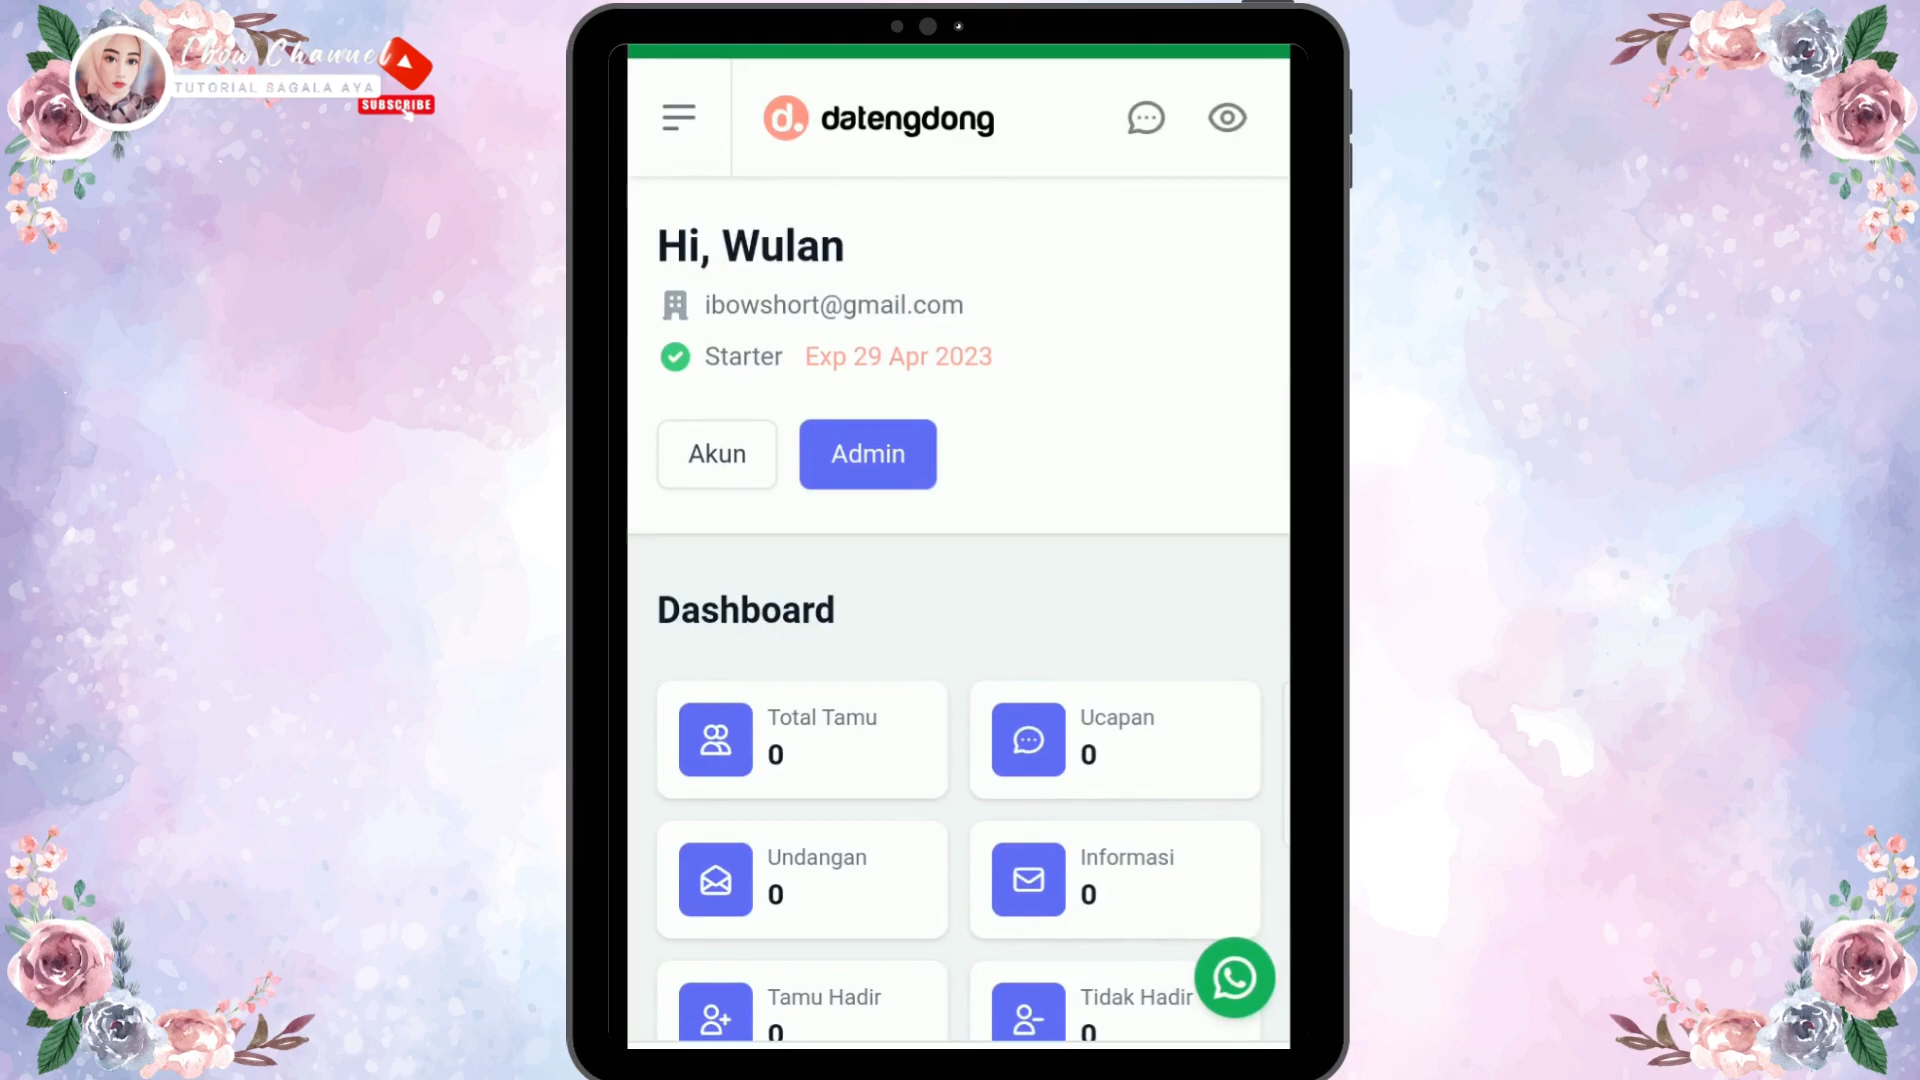 Ibow Channel
TUTORIAL SAGALA AYA
SUBSCRIBE
d. datengdong
Hi, Wulan
ibowshort@gmail.com
Starter Exp 29 Apr 2023
Akun Admin
Dashboard
Total Tamu
0
Ucapan
0
Undangan
0
Informasi
0
Tamu Hadir
0
Tidak Hadir
0